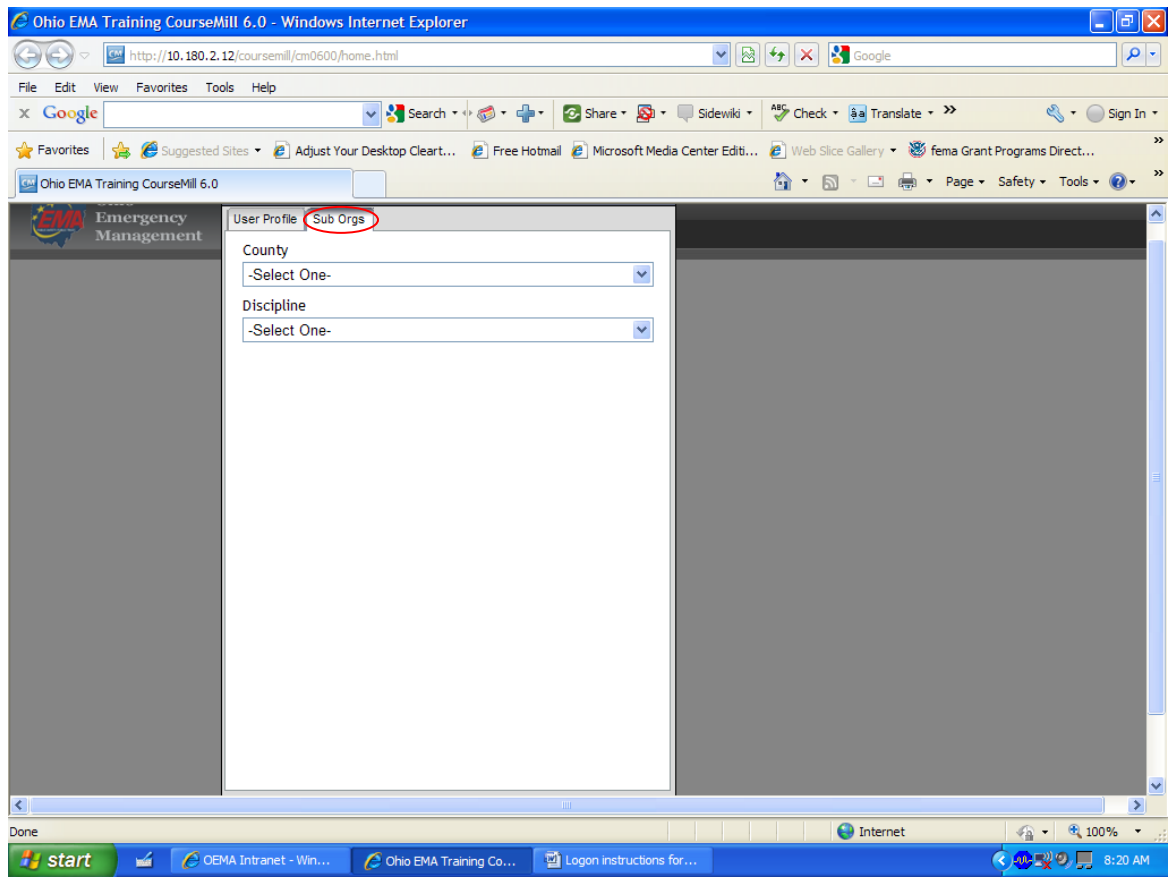 Ohio EMA Training CourseMill 6.0 - Windows Internet Explorer
http://10.180.2.12/coursemill/cm0600/home.html
Google
File Edit View Favorites Tools Help
x Google Search Share Sidewiki Check Translate >> Sign In
Favorites Suggested Sites Adjust Your Desktop Cleart... Free Hotmail Microsoft Media Center Editi... Web Slice Gallery fema Grant Programs Direct... >>
CM Ohio EMA Training CourseMill 6.0 Page Safety Tools >>
EMA Emergency
Management
User Profile Sub Orgs
County
-Select One-
Discipline
-Select One-
Done Internet 100%
start OEMA Intranet - Win... Ohio EMA Training Co... Logon instructions for... 8:20 AM